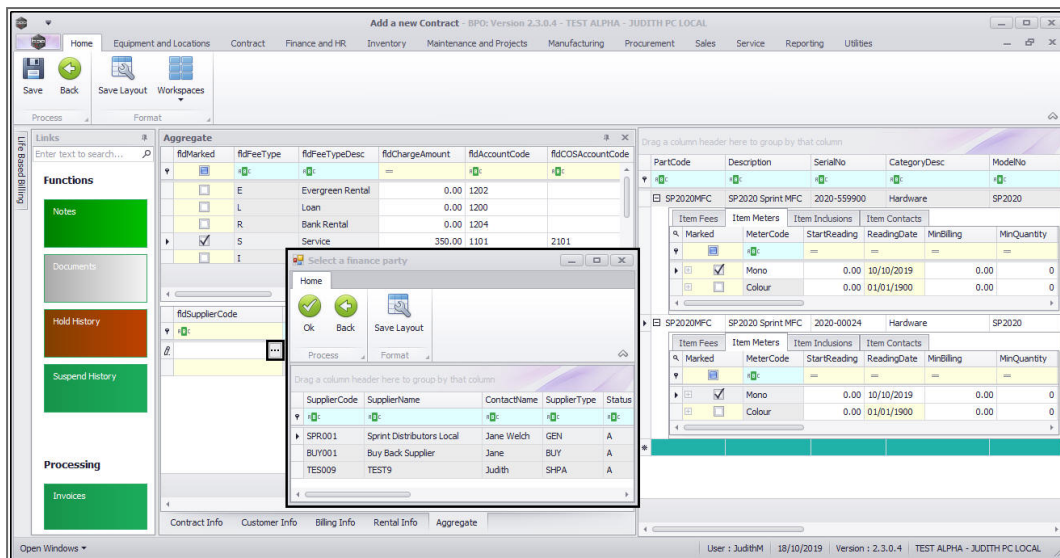 Add a new Contract - BPO: Version 2.3.0.4 - TEST ALPHA - JUDITH PC LOCAL
Home Equipment and Locations Contract Finance and HR Inventory Maintenance and Projects Manufacturing Procurement Sales Service Reporting Utilities
Save Back Save Layout Workspaces
Process Format
Life Based Billing
Links
Enter text to search...
Functions
Notes
Documents
Hold History
Suspend History
Processing
Invoices
Aggregate
fldMarked fldFeeType fldFeeTypeDesc fldChargeAmount fldAccountCode fldCOSAccountCode
E Evergreen Rental 0.00 1202
L Loan 0.00 1200
R Bank Rental 0.00 1204
S Service 350.00 1101 2101
I
fldSupplierCode
...
Select a finance party
Home
Ok Back Save Layout
Process Format
Drag a column header here to group by that column
SupplierCode SupplierName ContactName SupplierType Status
SPR001 Sprint Distributors Local Jane Welch GEN A
BUY001 Buy Back Supplier Jane BUY A
TES009 TEST9 Judith SHPA A
Contract Info Customer Info Billing Info Rental Info Aggregate
Drag a column header here to group by that column
PartCode Description SerialNo CategoryDesc ModelNo
SP2020MFC SP2020 Sprint MFC 2020-559900 Hardware SP2020
Item Fees Item Meters Item Inclusions Item Contacts
Marked MeterCode StartReading ReadingDate MinBilling MinQuantity
Mono 0.00 10/10/2019 0.00 0
Colour 0.00 01/01/1900 0.00 0
SP2020MFC SP2020 Sprint MFC 2020-00024 Hardware SP2020
Item Fees Item Meters Item Inclusions Item Contacts
Marked MeterCode StartReading ReadingDate MinBilling MinQuantity
Mono 0.00 10/10/2019 0.00 0
Colour 0.00 01/01/1900 0.00 0
Open Windows User : JudithM 18/10/2019 Version : 2.3.0.4 TEST ALPHA - JUDITH PC LOCAL